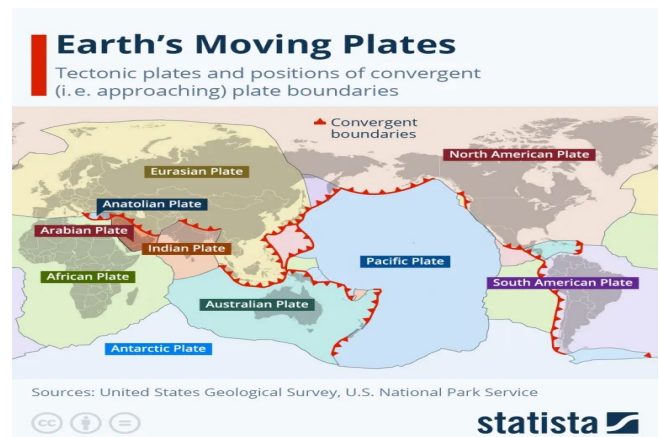 Earth's Moving Plates
Tectonic plates and positions of convergent
(i.e. approaching) plate boundaries
Convergent
boundaries
North American Plate
Eurasian Plate
Anatolian Plate
Arabian Plate
Indian Plate
Pacific Plate
African Plate
South American Plate
Australian Plate
Antarctic Plate
Sources: United States Geological Survey, U.S. National Park Service
cc
statista